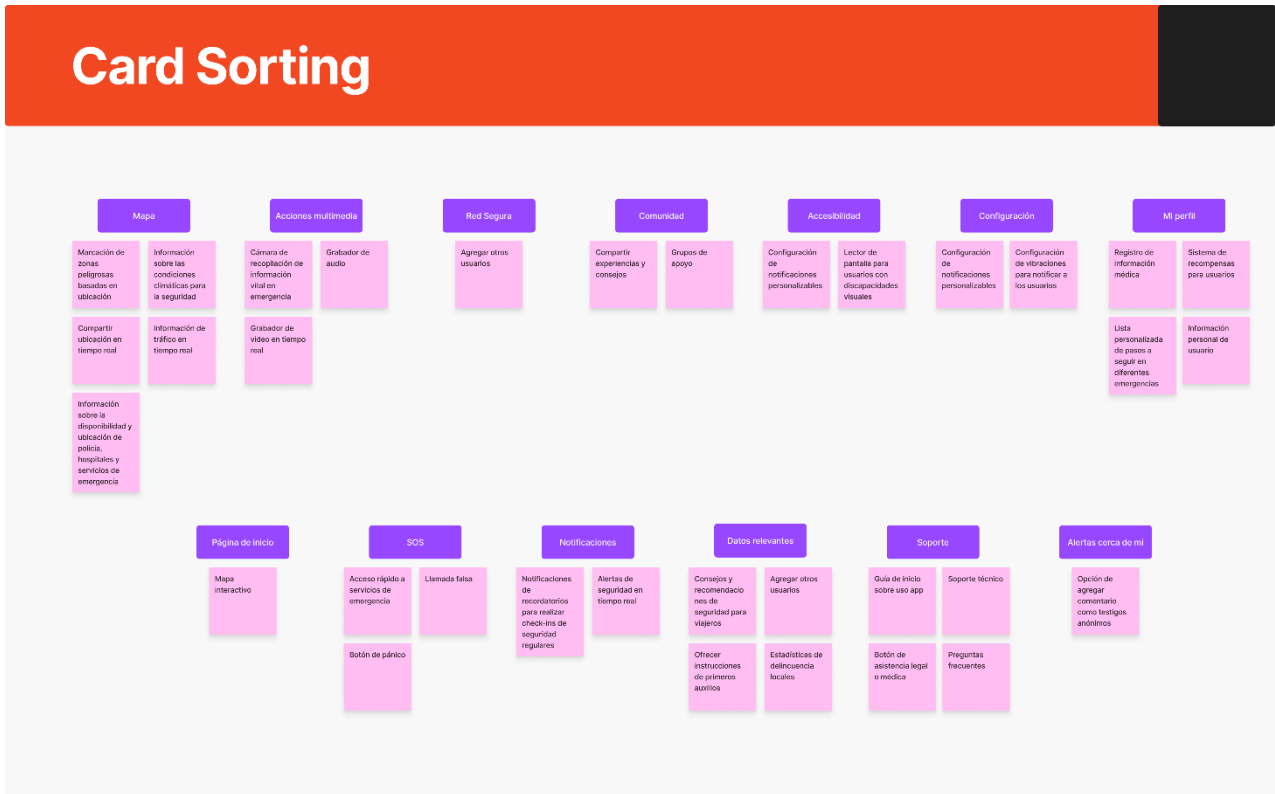 Card Sorting
Mapa
Marcación de
zonas
peligrosas
basadas en
ubicación
Información
sobre las
condiciones
climáticas para
la seguridad
Compartir
ubicación en
tiempo real
Información de
tráfico en
tiempo real
Información
sobre la
disponibilidad y
ubicación de
policía,
hospitales y
servicios de
emergencia
Acciones multimedia
Cámara de
recopilación de
información
vital en
emergencia
Grabador de
audio
Grabador de
video en tiempo
real
Red Segura
Agregar otros
usuarios
Comunidad
Compartir
experiencias y
consejos
Grupos de
apoyo
Accesibilidad
Configuración
de
notificaciones
personalizables
Lector de
pantalla para
usuarios con
discapacidades
visuales
Configuración
Configuración
de
notificaciones
personalizables
Configuración
de vibraciones
para notificar a
los usuarios
Mi perfil
Registro de
información
médica
Sistema de
recompensas
para usuarios
Lista
personalizada
de pasos a
seguir en
diferentes
emergencias
Información
personal de
usuario
Página de inicio
Mapa
interactivo
SOS
Acceso rápido a
servicios de
emergencia
Llamada falsa
Botón de pánico
Notificaciones
Notificaciones
de
recordatorios
para realizar
check-ins de
seguridad
regulares
Alertas de
seguridad en
tiempo real
Datos relevantes
Consejos y
recomendacio
nes de
seguridad para
viajeros
Agregar otros
usuarios
Ofrecer
instrucciones
de primeros
auxilios
Estadísticas de
delincuencia
locales
Soporte
Guía de inicio
sobre uso app
Soporte técnico
Botón de
asistencia legal
o médica
Preguntas
frecuentes
Alertas cerca de mi
Opción de
agregar
comentario
como testigos
anónimos